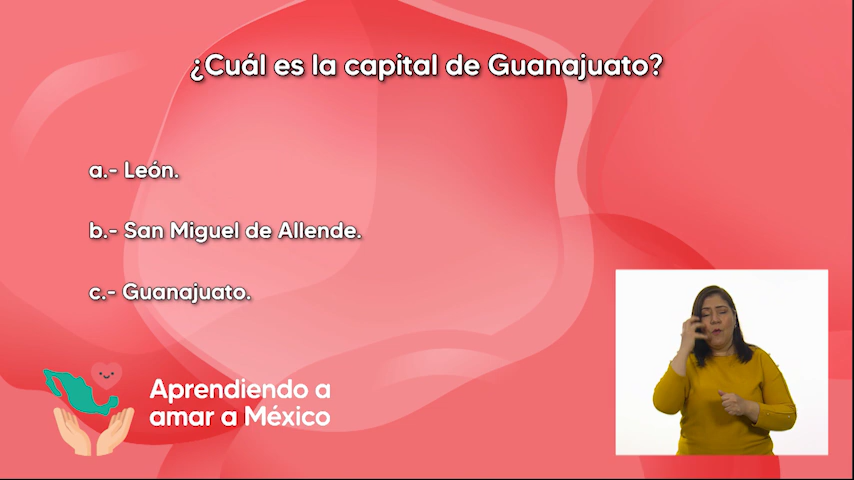 ¿Cuál es la capital de Guanajuato?
a.- León.
b.- San Miguel de Allende.
c.- Guanajuato.
Aprendiendo a
amar a México